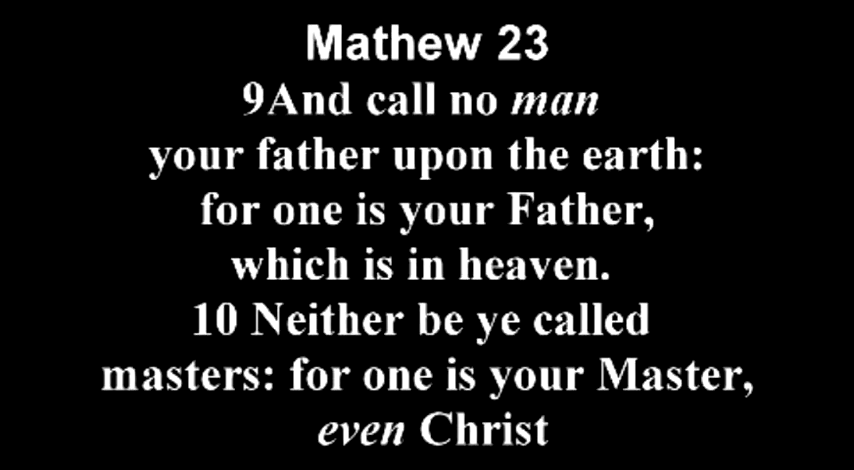 Mathew 23
9And call no man
your father upon the earth:
for one is your Father,
which is in heaven.
10 Neither be ye called
masters: for one is your Master,
even Christ